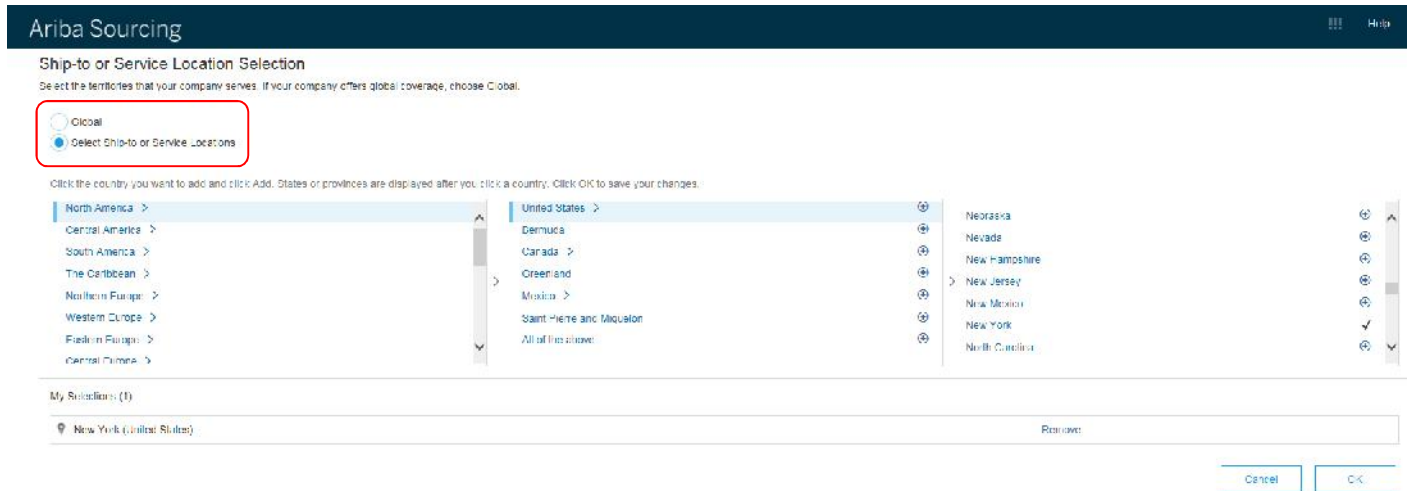 Ariba Sourcing
Help
Ship-to or Service Location Selection
Select the territories that your company serves. If your company offers global coverage, choose Global.
Global
Select Ship-to or Service Locations
Click the country you want to add and click Add. States or provinces are displayed after you click a country. Click OK to save your changes.
North America >
Central America >
South America >
The Caribbean >
Northern Europe >
Western Europe >
Eastern Europe >
Central Europe >
>
United States >
Bermuda
Canada >
Greenland
Mexico >
Saint Pierre and Miquelon
All of the above
>
Nebraska
Nevada
New Hampshire
New Jersey
New Mexico
New York
North Carolina
My Selections (1)
New York (United States)
Remove
Cancel
OK